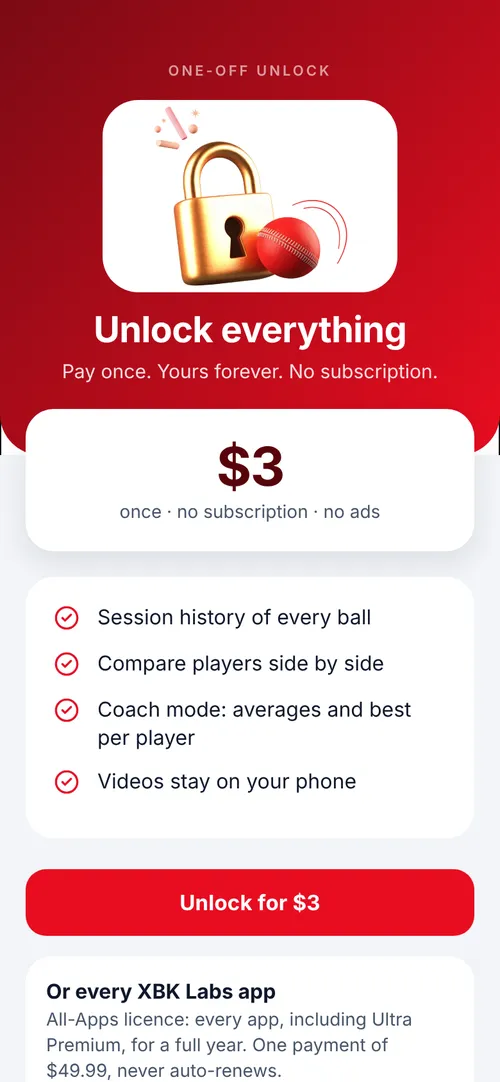 ONE-OFF UNLOCK
Unlock everything
Pay once. Yours forever. No subscription.
$3
once · no subscription · no ads
Session history of every ball
Compare players side by side
Coach mode: averages and best
per player
Videos stay on your phone
Unlock for $3
Or every XBK Labs app
All-Apps licence: every app, including Ultra
Premium, for a full year. One payment of
$49.99, never auto-renews.